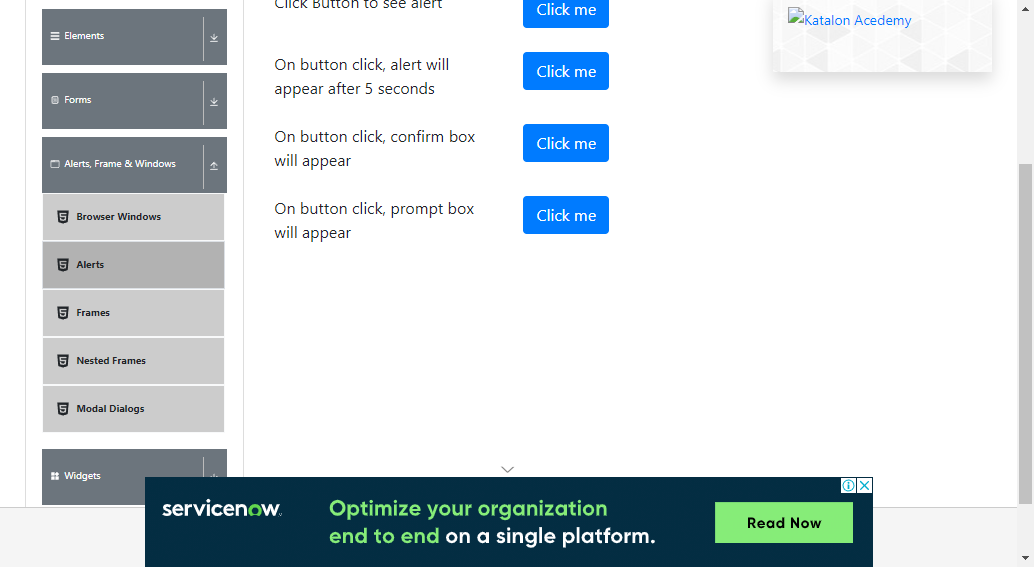 Elements
Forms
Alerts, Frame & Windows
Browser Windows
Alerts
Frames
Nested Frames
Modal Dialogs
Widgets
Click Button to see alert
Click me
On button click, alert will
appear after 5 seconds
Click me
On button click, confirm box
will appear
Click me
On button click, prompt box
will appear
Click me
Katalon Acedemy
servicenow.
Optimize your organization
end to end on a single platform.
Read Now